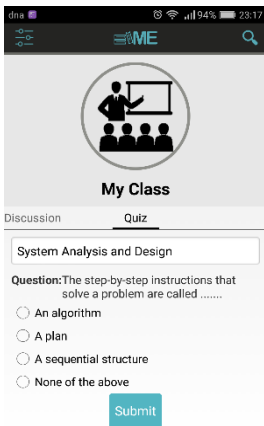 dna 94% 23:17
ME
My Class
Discussion Quiz
System Analysis and Design
Question:The step-by-step instructions that
solve a problem are called .......
An algorithm
A plan
A sequential structure
None of the above
Submit